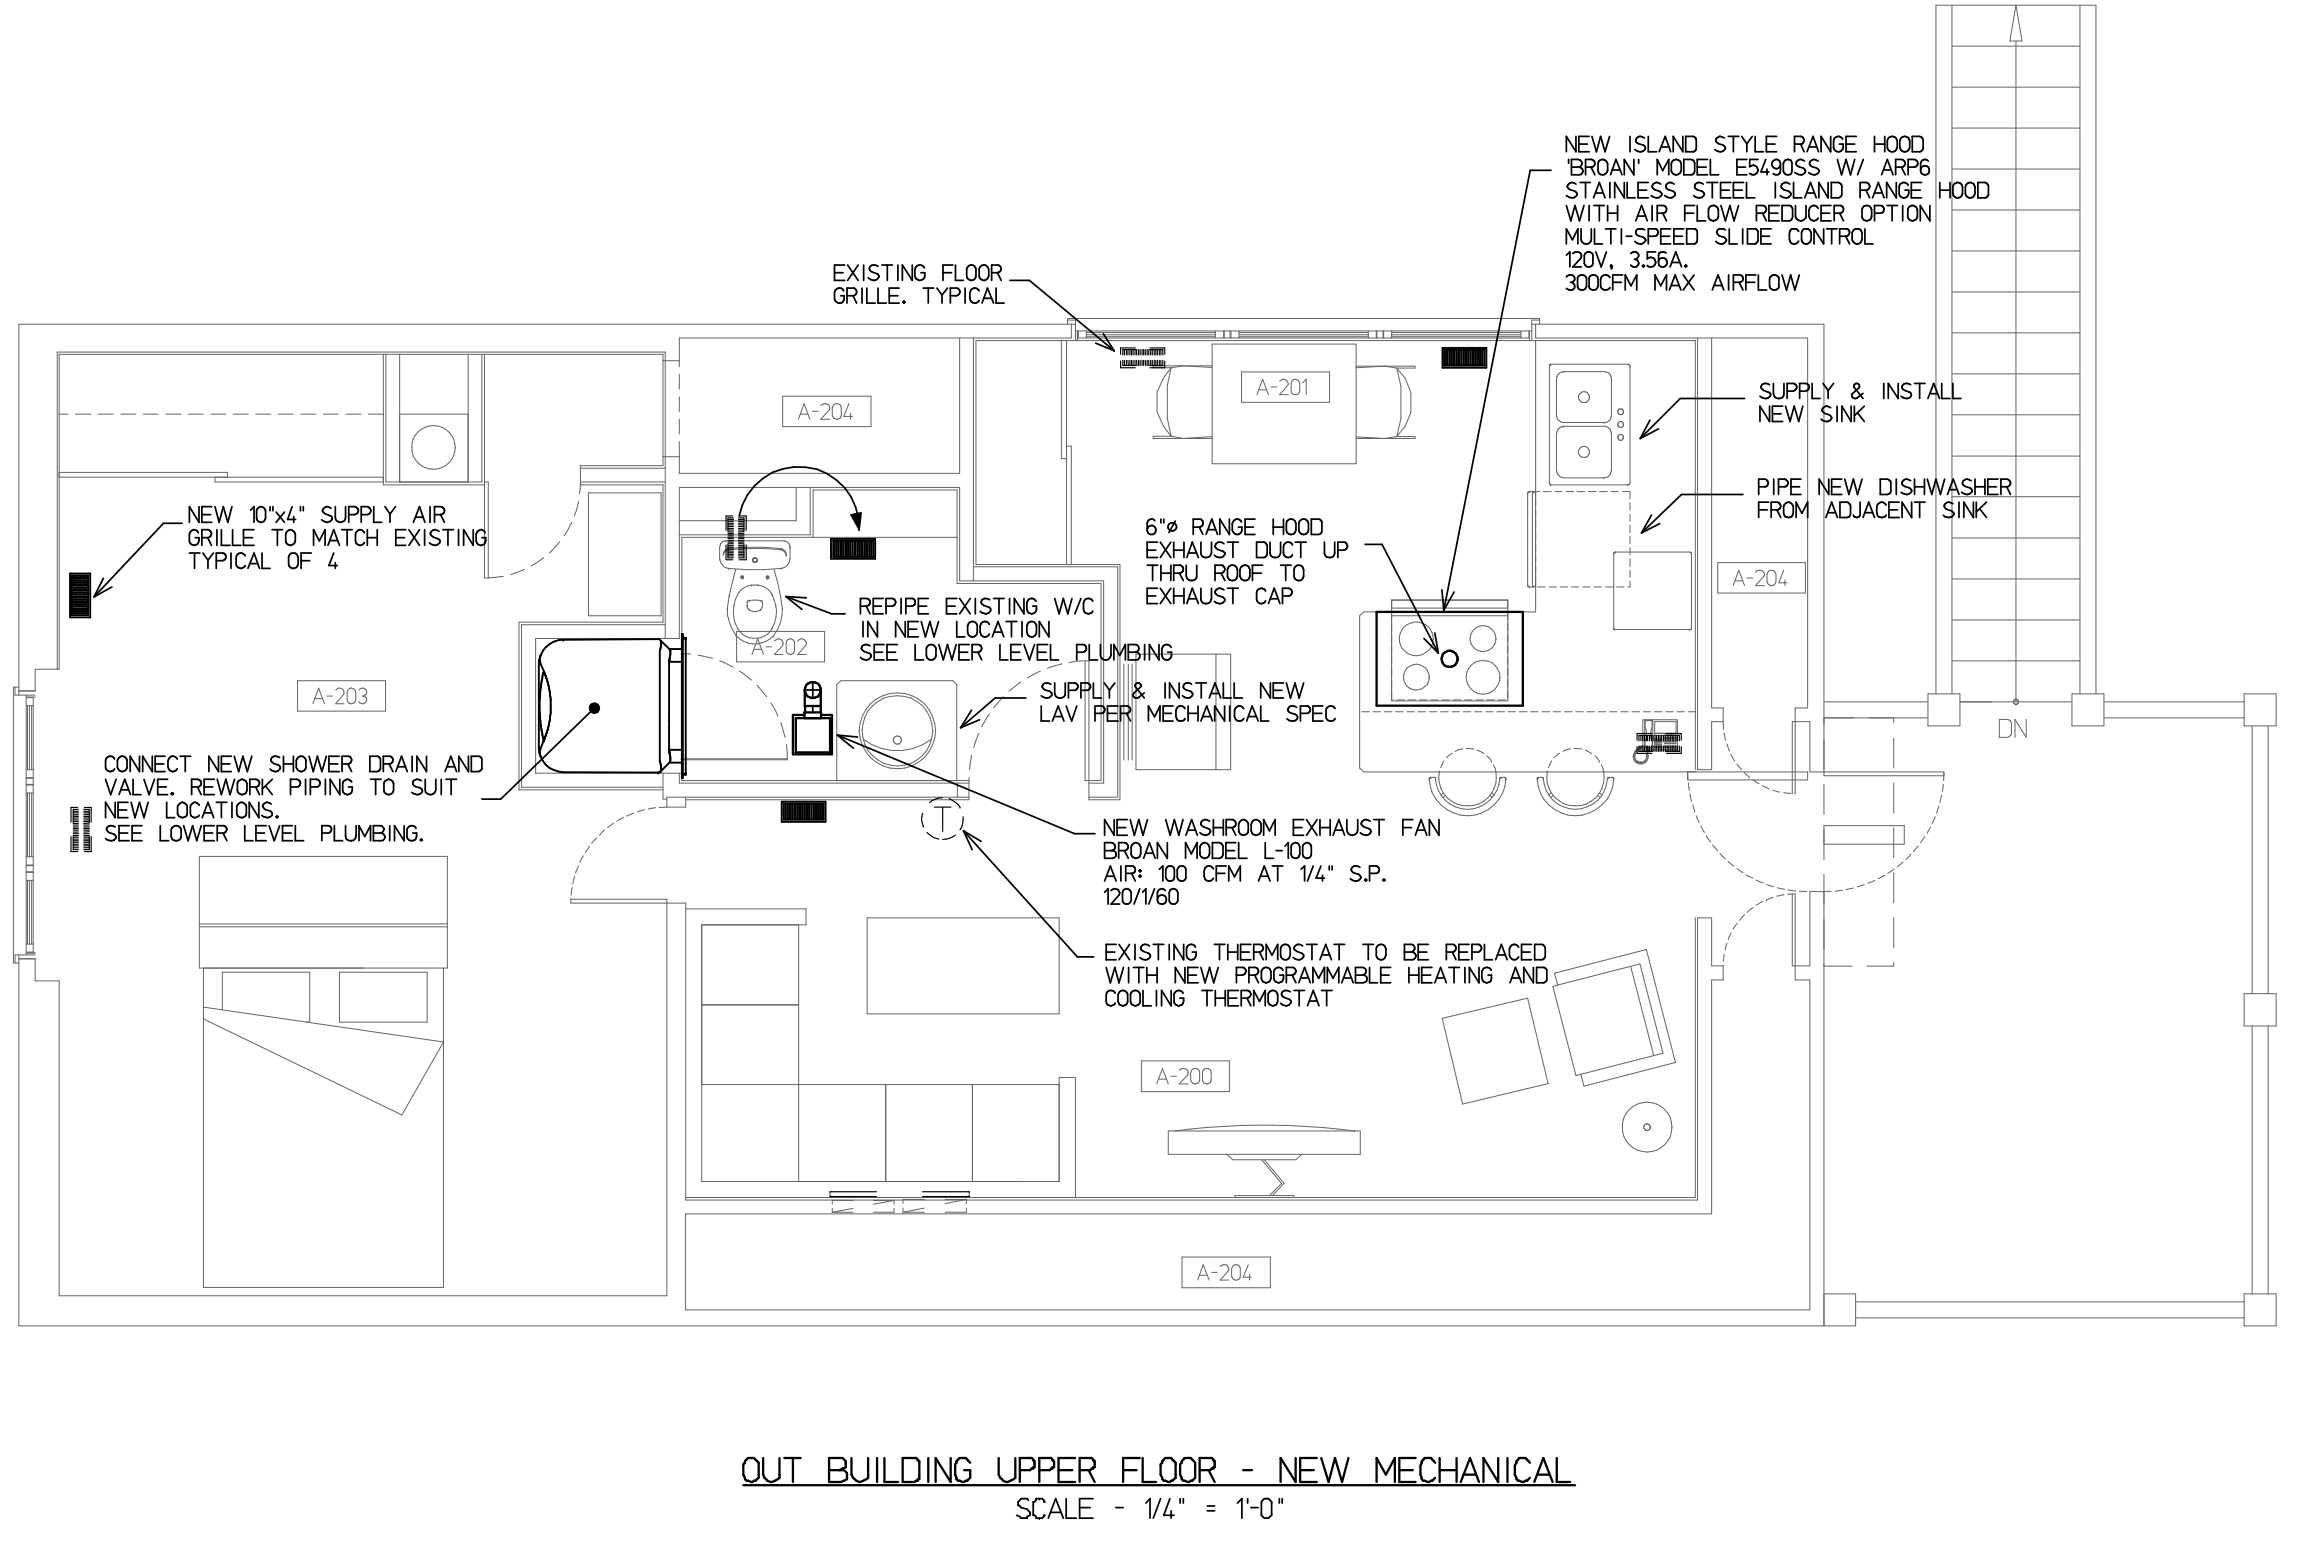 NEW ISLAND STYLE RANGE HOOD
'BROAN' MODEL E5490SS W/ ARP6
STAINLESS STEEL ISLAND RANGE HOOD
WITH AIR FLOW REDUCER OPTION
MULTI-SPEED SLIDE CONTROL
120V, 3.56A.
300CFM MAX AIRFLOW
EXISTING FLOOR
GRILLE. TYPICAL
A-201
A-204
SUPPLY & INSTALL
NEW SINK
PIPE NEW DISHWASHER
FROM ADJACENT SINK
NEW 10"x4" SUPPLY AIR
GRILLE TO MATCH EXISTING
TYPICAL OF 4
6"ø RANGE HOOD
EXHAUST DUCT UP
THRU ROOF TO
EXHAUST CAP
A-204
REPIPE EXISTING W/C
IN NEW LOCATION
SEE LOWER LEVEL PLUMBING
A-202
A-203
SUPPLY & INSTALL NEW
LAV PER MECHANICAL SPEC
DN
CONNECT NEW SHOWER DRAIN AND
VALVE. REWORK PIPING TO SUIT
NEW LOCATIONS.
SEE LOWER LEVEL PLUMBING.
T
NEW WASHROOM EXHAUST FAN
BROAN MODEL L-100
AIR: 100 CFM AT 1/4" S.P.
120/1/60
EXISTING THERMOSTAT TO BE REPLACED
WITH NEW PROGRAMMABLE HEATING AND
COOLING THERMOSTAT
A-200
A-204
OUT BUILDING UPPER FLOOR - NEW MECHANICAL
SCALE - 1/4" = 1'-0"